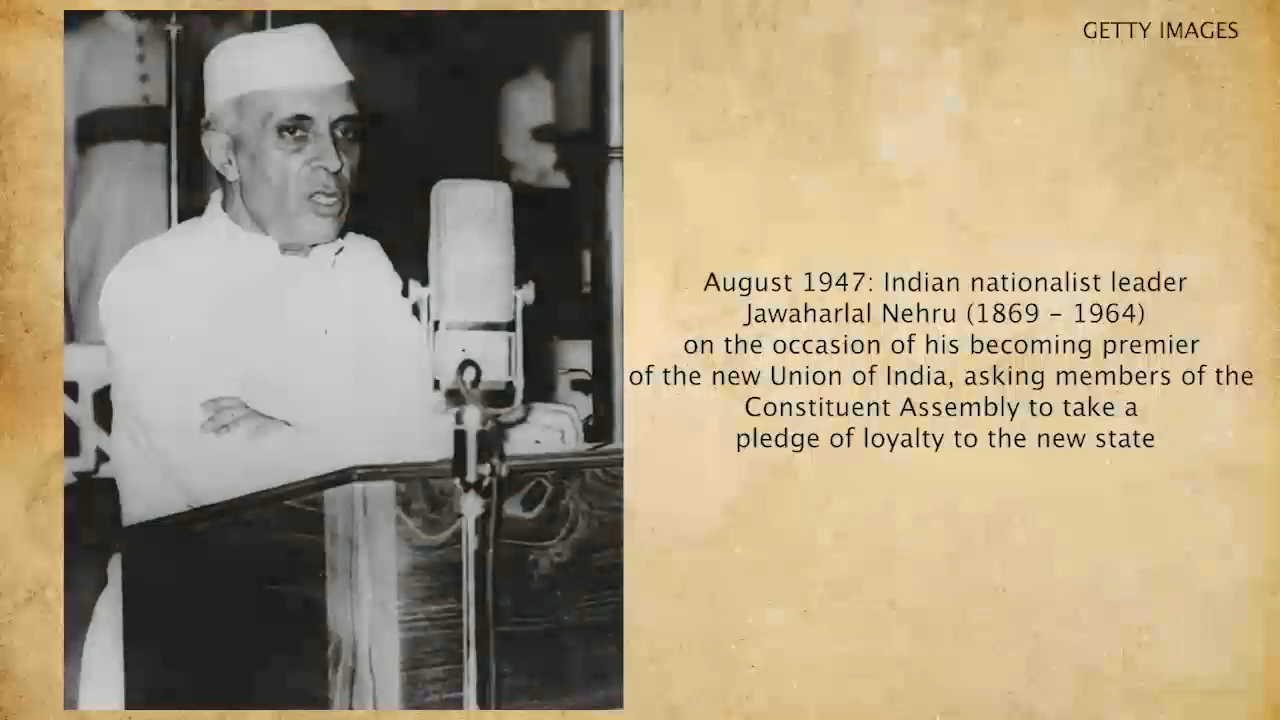 GETTY IMAGES
August 1947: Indian nationalist leader
Jawaharlal Nehru (1869 – 1964)
on the occasion of his becoming premier
of the new Union of India, asking members of the
Constituent Assembly to take a
pledge of loyalty to the new state